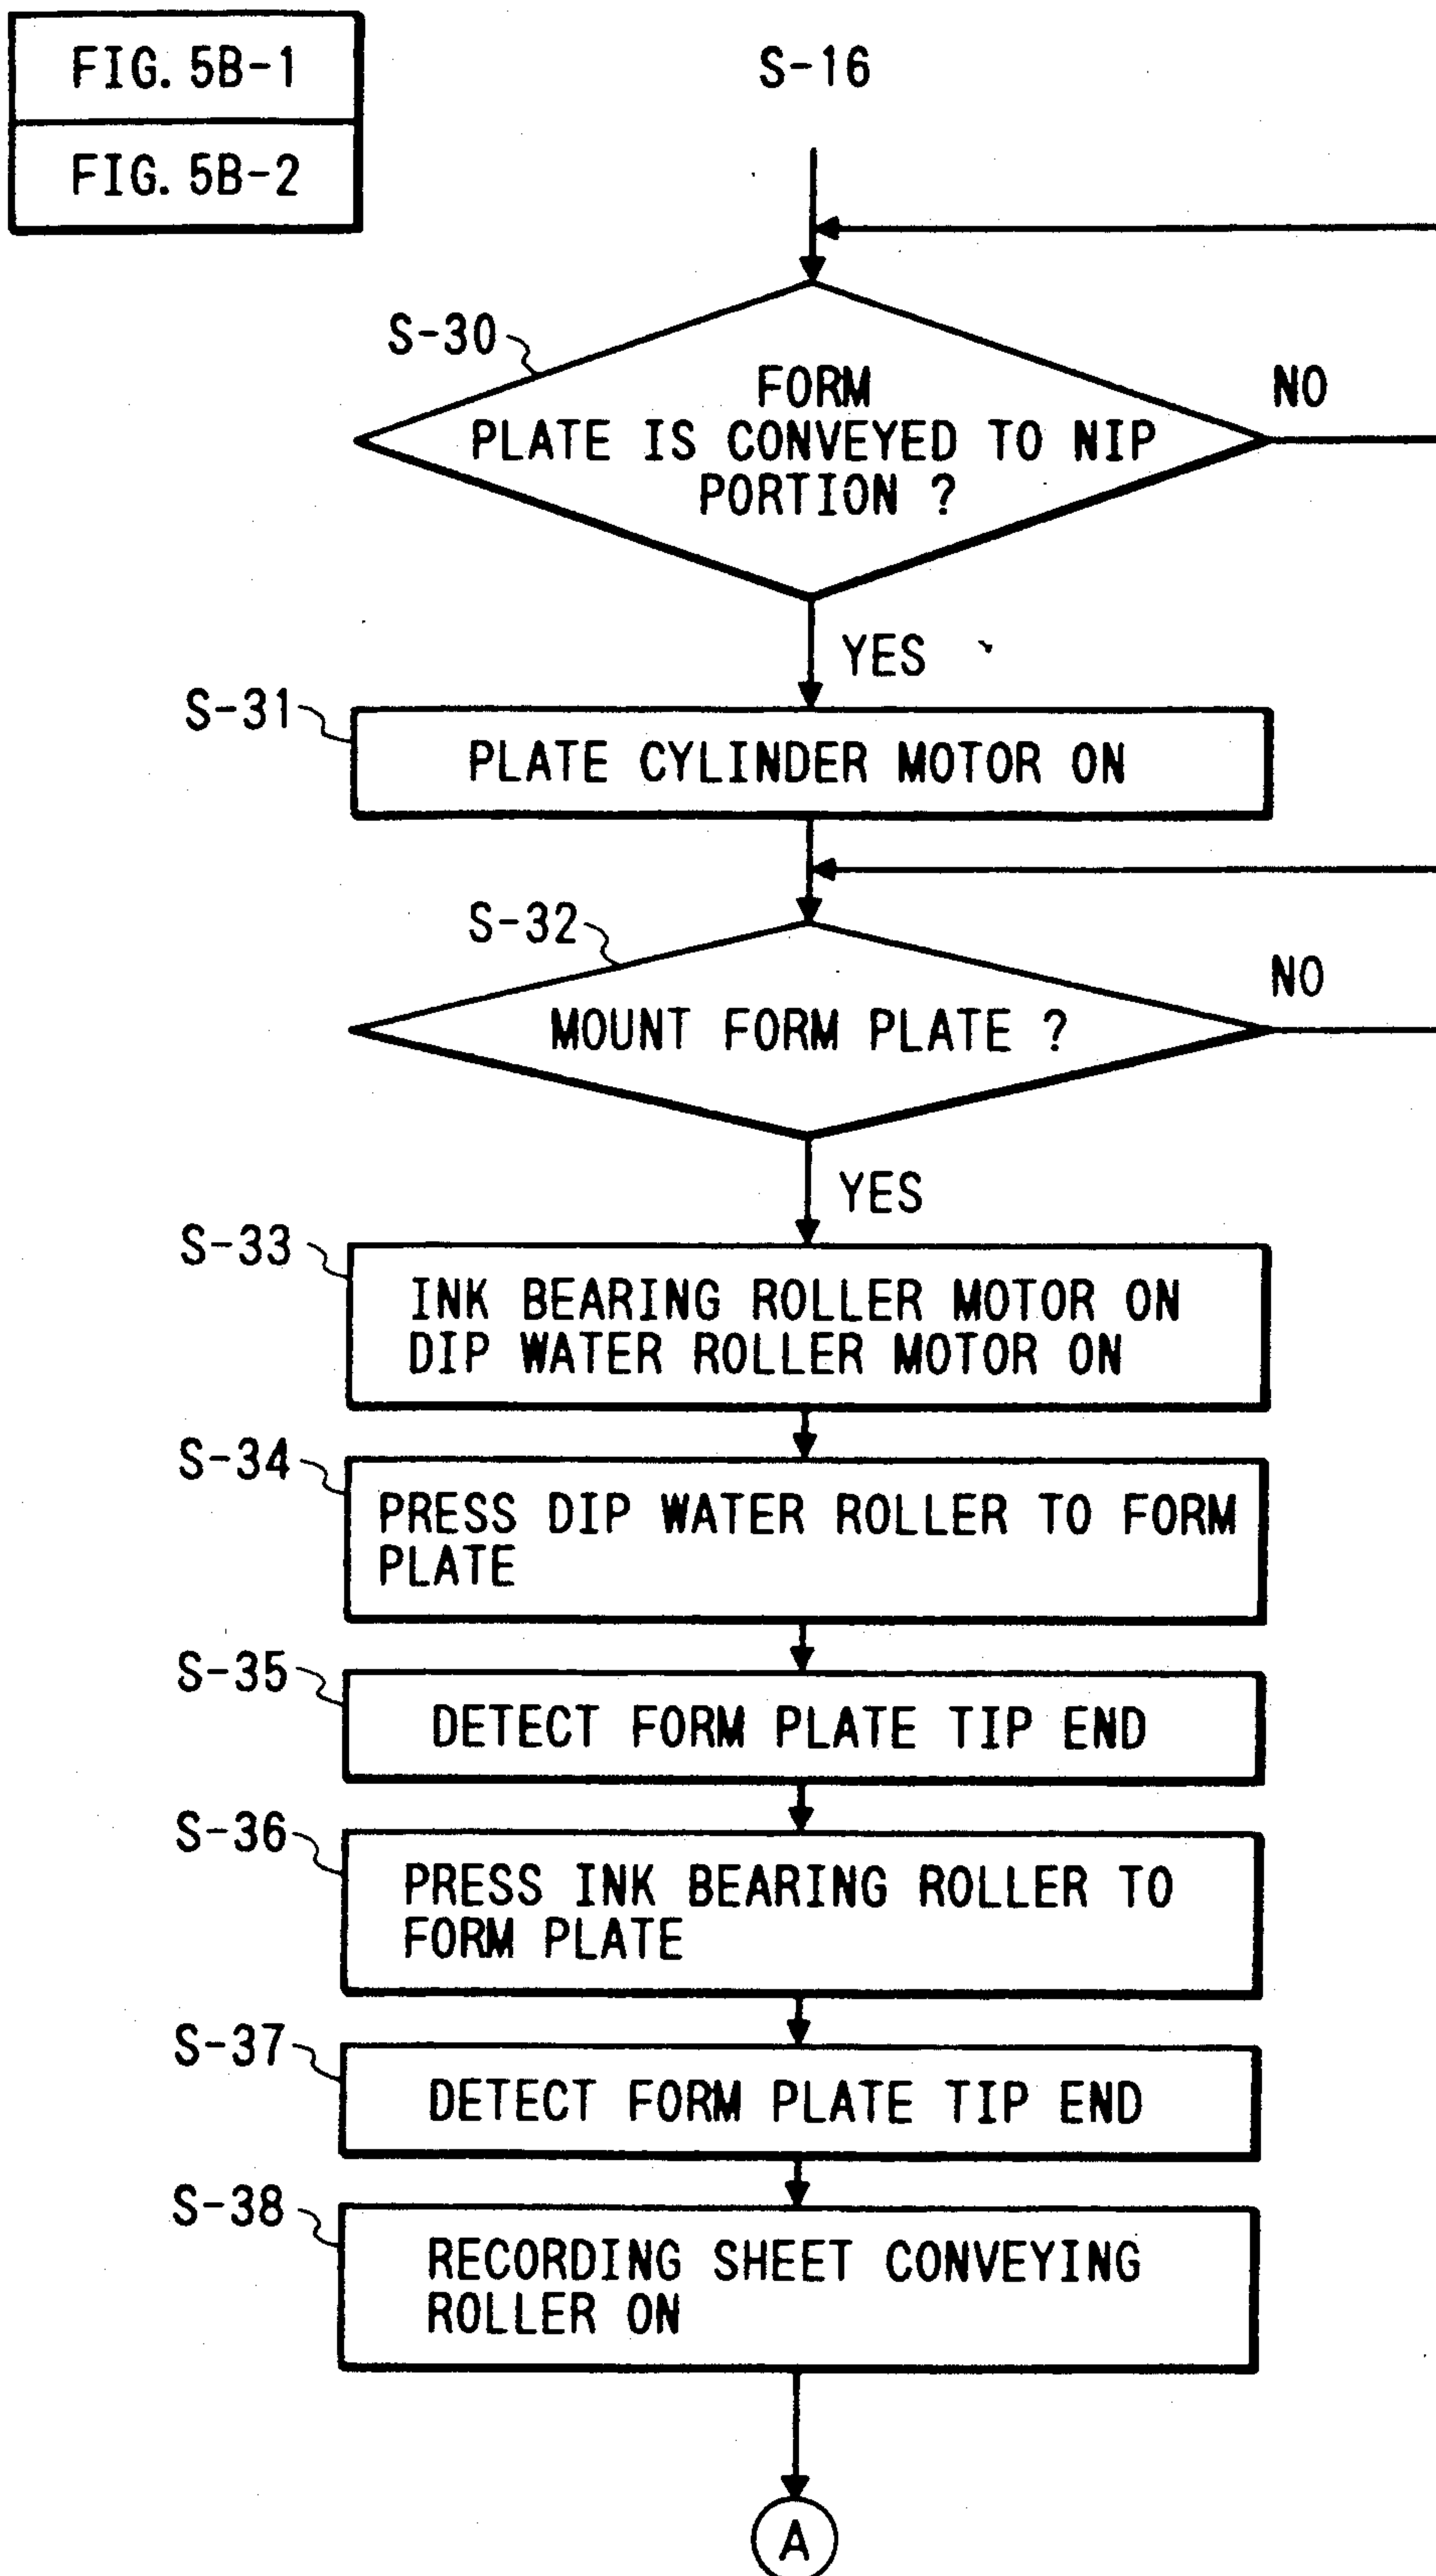 FIG. 5B-1
FIG. 5B-2
S-16
S-30
FORM
PLATE IS CONVEYED TO NIP
PORTION ?
NO
YES
S-31
PLATE CYLINDER MOTOR ON
S-32
MOUNT FORM PLATE ?
NO
YES
S-33
INK BEARING ROLLER MOTOR ON
DIP WATER ROLLER MOTOR ON
S-34
PRESS DIP WATER ROLLER TO FORM
PLATE
S-35
DETECT FORM PLATE TIP END
S-36
PRESS INK BEARING ROLLER TO
FORM PLATE
S-37
DETECT FORM PLATE TIP END
S-38
RECORDING SHEET CONVEYING
ROLLER ON
A